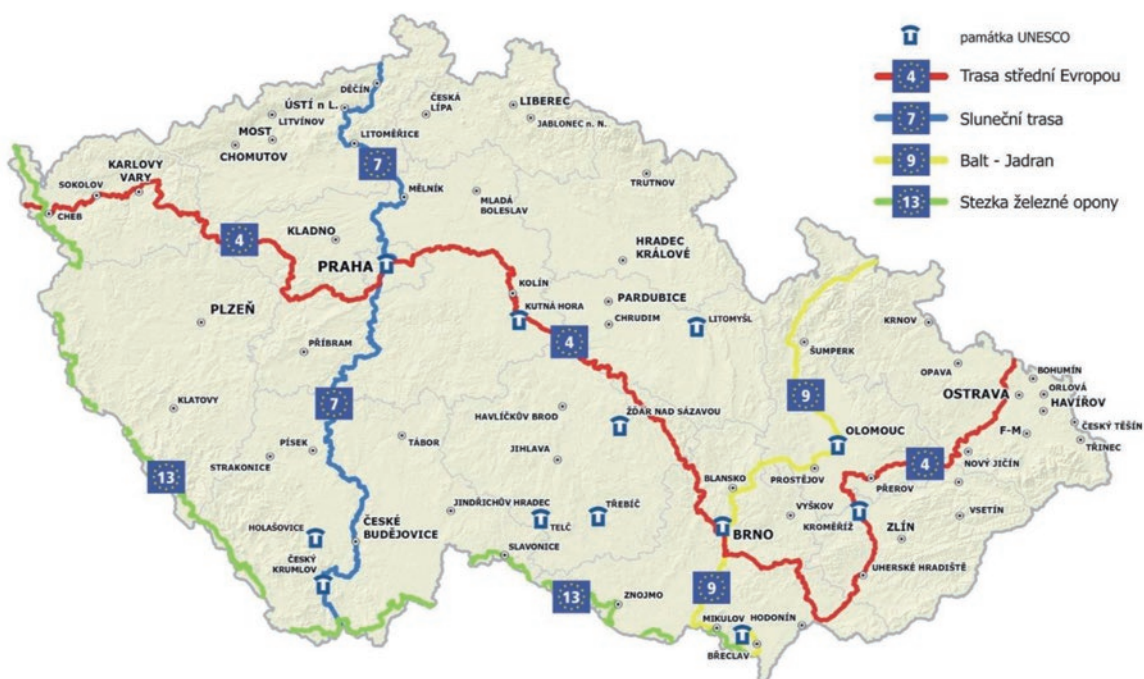 památka UNESCO
4 Trasa střední Evropou
7 Sluneční trasa
9 Balt - Jadran
13 Stezka železné opony
DĚČÍN
ÚSTÍ n L.
LITVÍNOV
ČESKÁ
LÍPA
LIBEREC
JABLONEC n. N.
MOST
CHOMUTOV
LITOMĚŘICE
7
KARLOVY
VARY
SOKOLOV
CHEB
TRUTNOV
MĚLNÍK
MLADÁ
BOLESLAV
4
KLADNO
PRAHA
HRADEC
KRÁLOVÉ
KOLÍN
KUTNÁ HORA
PARDUBICE
CHRUDIM
LITOMYŠL
PLZEŇ
PŘÍBRAM
4
KRNOV
ŠUMPERK
OPAVA
BOHUMÍN
ORLOVÁ
OSTRAVA
HAVÍŘOV
ČESKÝ TĚŠÍN
TŘINEC
F-M
KLATOVY
7
HAVLÍČKŮV BROD
ŽĎAR NAD SÁZAVOU
9
OLOMOUC
PÍSEK
TÁBOR
JIHLAVA
STRAKONICE
13
BLANSKO
PROSTĚJOV
PŘEROV
4
NOVÝ JIČÍN
JINDŘICHŮV HRADEC
TELČ
TŘEBÍČ
VYŠKOV
KROMĚŘÍŽ
ZLÍN
VSETÍN
HOLAŠOVICE
ČESKÉ
BUDĚJOVICE
BRNO
ČESKÝ
KRUMLOV
SLAVONICE
UHERSKÉ HRADIŠTĚ
13
ZNOJMO
9
MIKULOV
HODONÍN
BŘECLAV